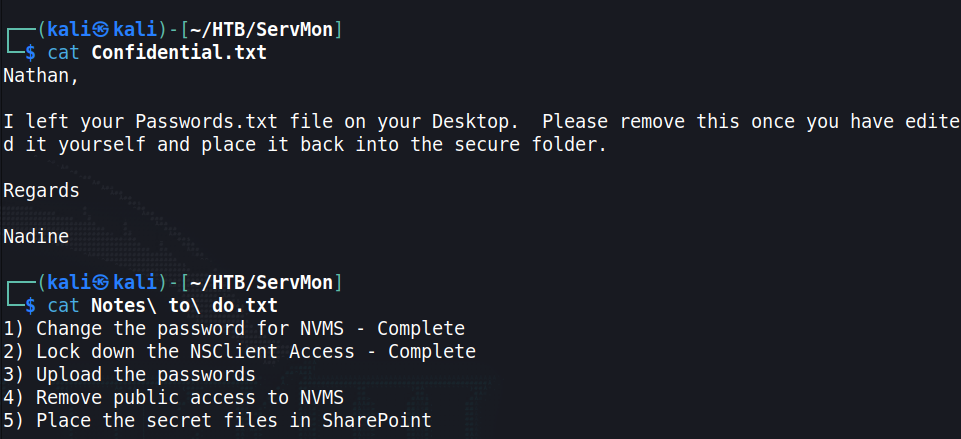 ┌──(kali㉿kali)-[~/HTB/ServMon]
└─$ cat Confidential.txt
Nathan,
I left your Passwords.txt file on your Desktop.  Please remove this once you have edite
d it yourself and place it back into the secure folder.
Regards
Nadine
┌──(kali㉿kali)-[~/HTB/ServMon]
└─$ cat Notes\ to\ do.txt
1) Change the password for NVMS - Complete
2) Lock down the NSClient Access - Complete
3) Upload the passwords
4) Remove public access to NVMS
5) Place the secret files in SharePoint